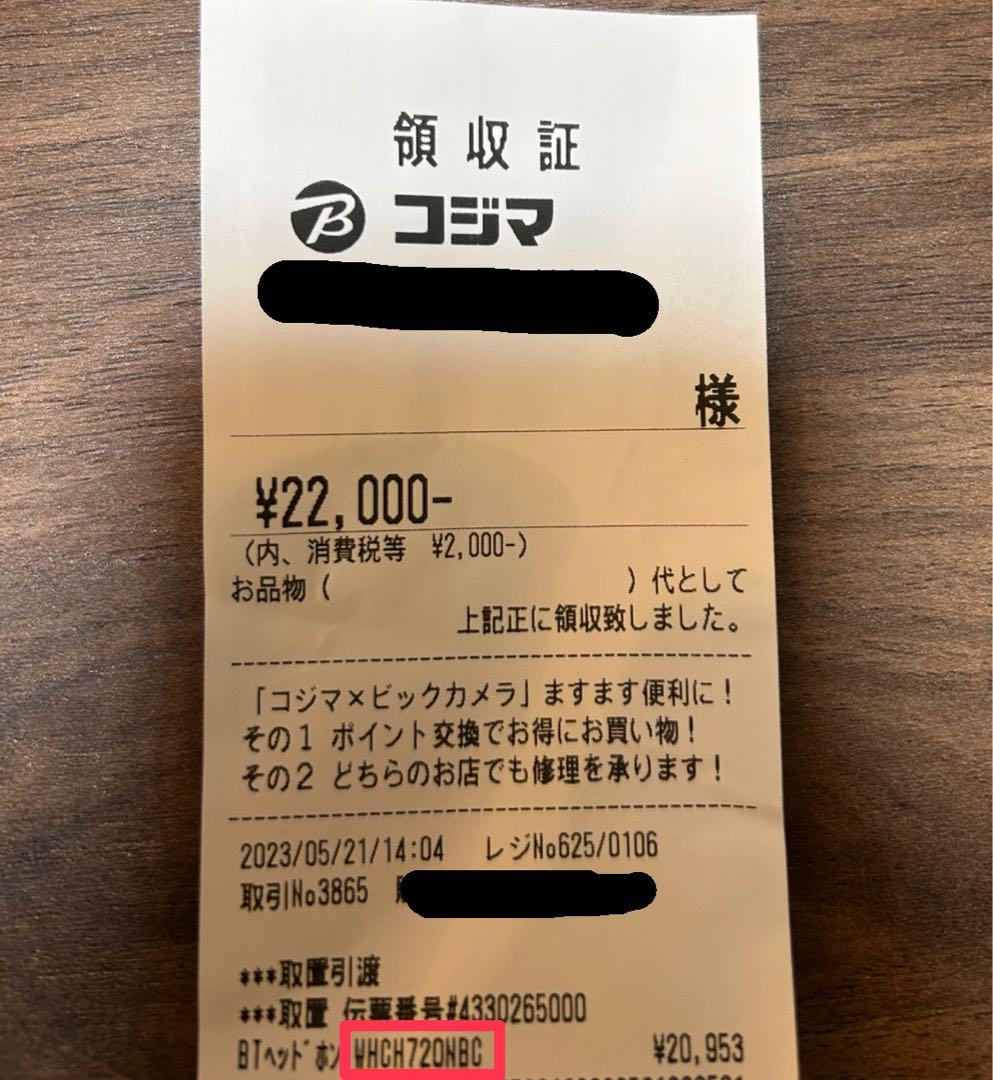 領収証
B コジマ
様
¥22,000-
(内、消費税等 ¥2,000-)
お品物( )代として
上記正に領収致しました。
「コジマ×ビックカメラ」ますます便利に!
その1 ポイント交換でお得にお買い物!
その2 どちらのお店でも修理を承ります!
2023/05/21/14:04 レジNo625/0106
取引No3865
***取置引渡
***取置 伝票番号#4330265000
BTヘッドホン WHCH720NBC ¥20,953